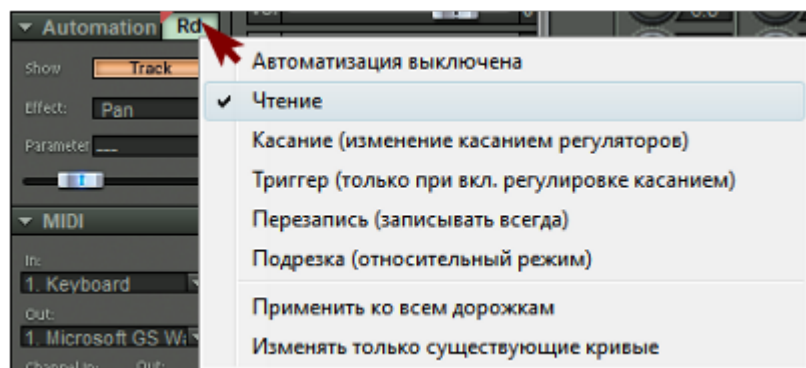 Automation Rd
Show Track
Effect: Pan
Parameter ---
MIDI
In:
1. Keyboard
Out:
1. Microsoft GS W
Автоматизация выключена
Чтение
Касание (изменение касанием регуляторов)
Триггер (только при вкл. регулировке касанием)
Перезапись (записывать всегда)
Подрезка (относительный режим)
Применить ко всем дорожкам
Изменять только существующие кривые